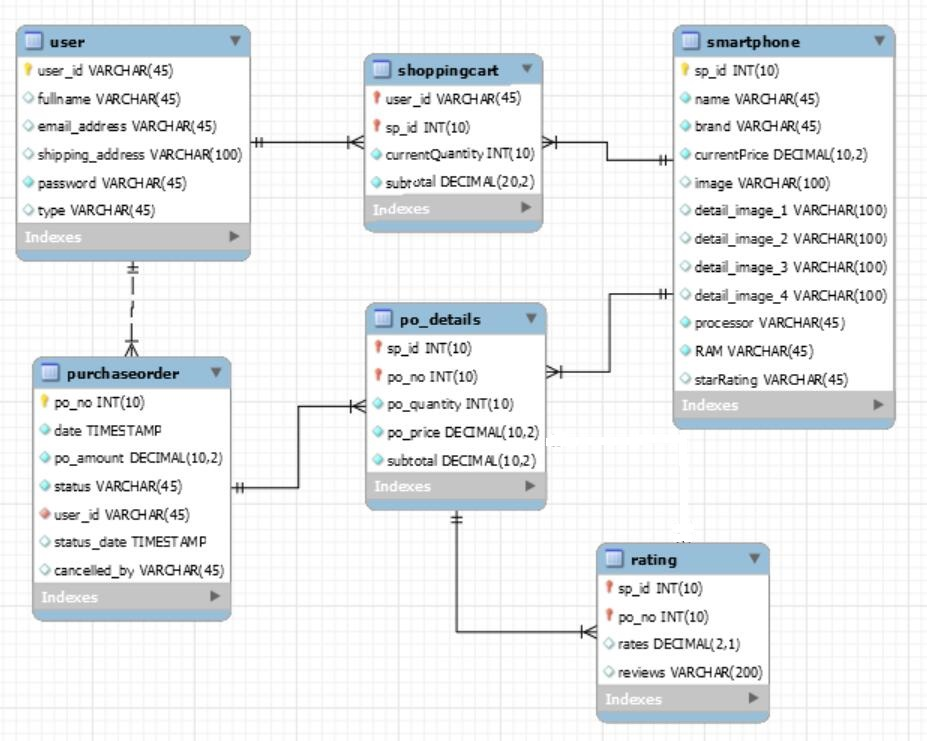 user
user_id VARCHAR(45)
fullname VARCHAR(45)
email_address VARCHAR(45)
shipping_address VARCHAR(100)
password VARCHAR(45)
type VARCHAR(45)
Indexes
shoppingcart
user_id VARCHAR(45)
sp_id INT(10)
currentQuantity INT(10)
subtotal DECIMAL(20,2)
Indexes
smartphone
sp_id INT(10)
name VARCHAR(45)
brand VARCHAR(45)
currentPrice DECIMAL(10,2)
image VARCHAR(100)
detail_image_1 VARCHAR(100)
detail_image_2 VARCHAR(100)
detail_image_3 VARCHAR(100)
detail_image_4 VARCHAR(100)
processor VARCHAR(45)
RAM VARCHAR(45)
starRating VARCHAR(45)
Indexes
purchaseorder
po_no INT(10)
date TIMESTAMP
po_amount DECIMAL(10,2)
status VARCHAR(45)
user_id VARCHAR(45)
status_date TIMESTAMP
cancelled_by VARCHAR(45)
Indexes
po_details
sp_id INT(10)
po_no INT(10)
po_quantity INT(10)
po_price DECIMAL(10,2)
subtotal DECIMAL(10,2)
Indexes
rating
sp_id INT(10)
po_no INT(10)
rates DECIMAL(2,1)
reviews VARCHAR(200)
Indexes